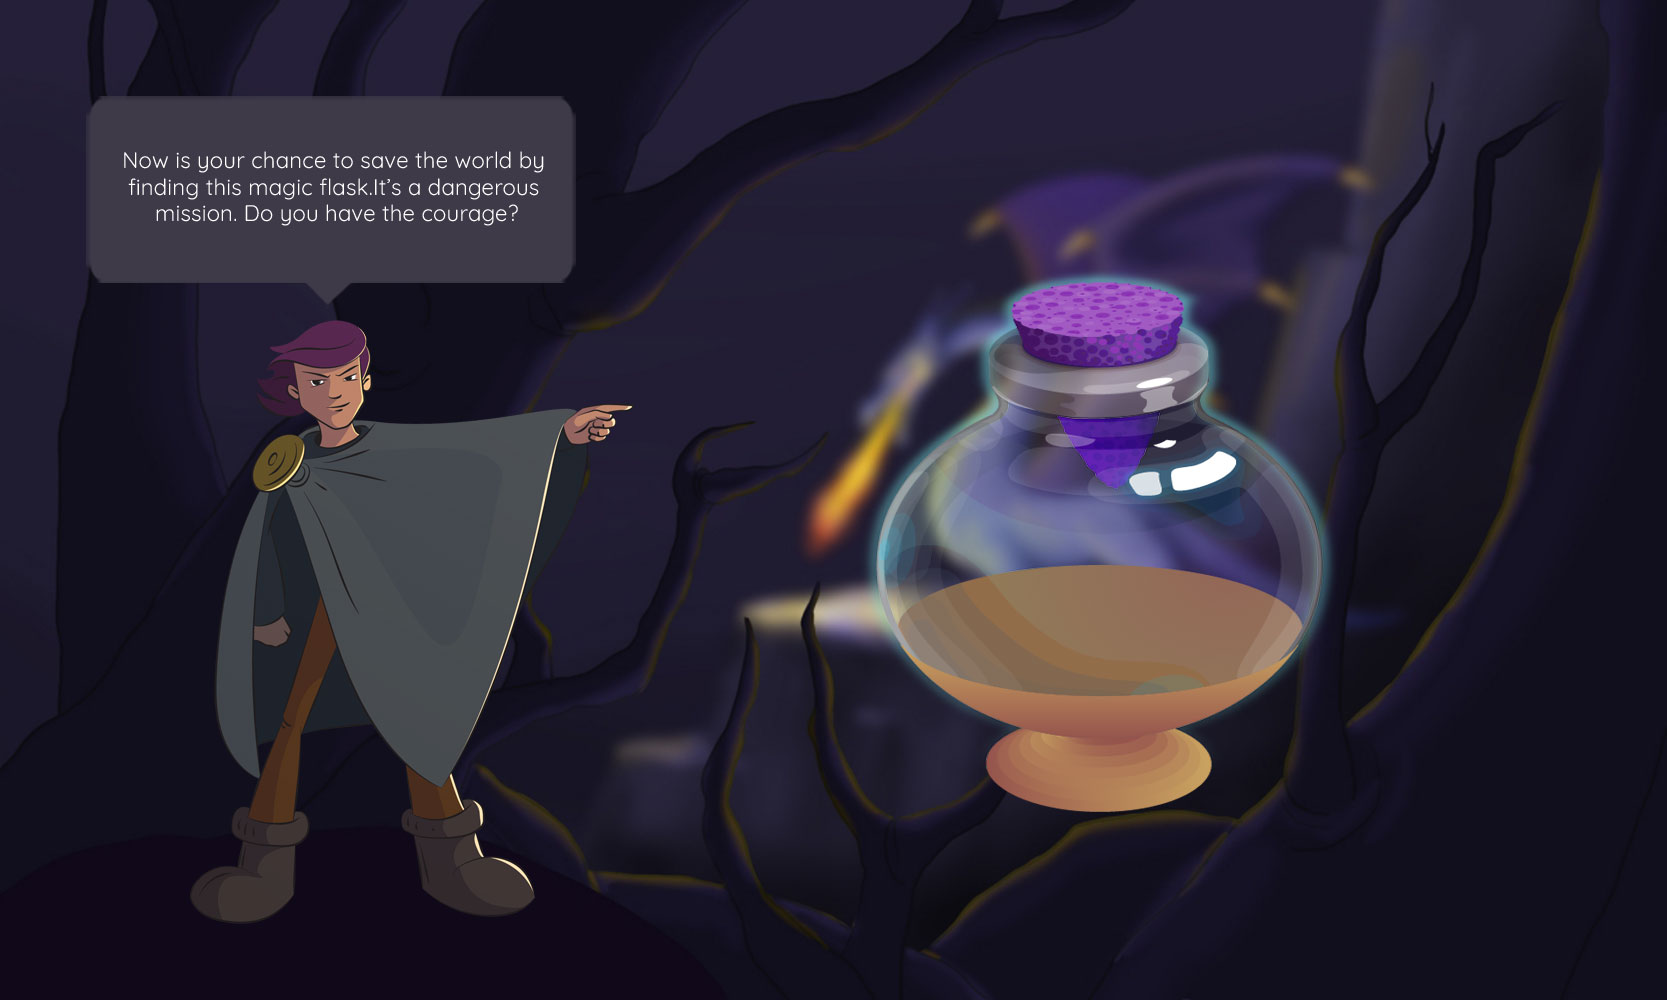 Now is your chance to save the world by
finding this magic flask.It’s a dangerous
mission. Do you have the courage?